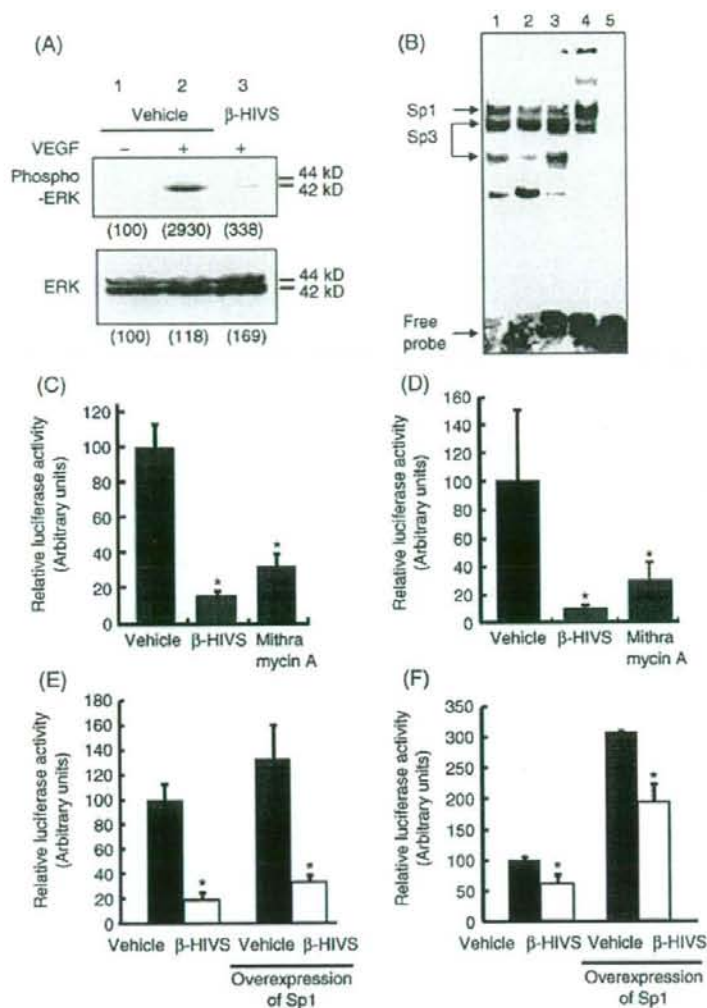 (A)
1 2 3
Vehicle β-HIVS
VEGF − + +
Phospho
-ERK
44 kD
42 kD
(100) (2930) (338)
ERK
44 kD
42 kD
(100) (118) (169)
(B)
1 2 3 4 5
Sp1
Sp3
Free
probe
(C)
Relative luciferase activity
(Arbitrary units)
120
100
80
60
40
20
0
* *
Vehicle β-HIVS Mithra
mycin A
(D)
Relative luciferase activity
(Arbitrary units)
160
140
120
100
80
60
40
20
0
* *
Vehicle β-HIVS Mithra
mycin A
(E)
Relative luciferase activity
(Arbitrary units)
180
160
140
120
100
80
60
40
20
0
* *
Vehicle β-HIVS Vehicle β-HIVS
Overexpression
of Sp1
(F)
Relative luciferase activity
(Arbitrary units)
350
300
250
200
150
100
50
0
* *
Vehicle β-HIVS Vehicle β-HIVS
Overexpression
of Sp1